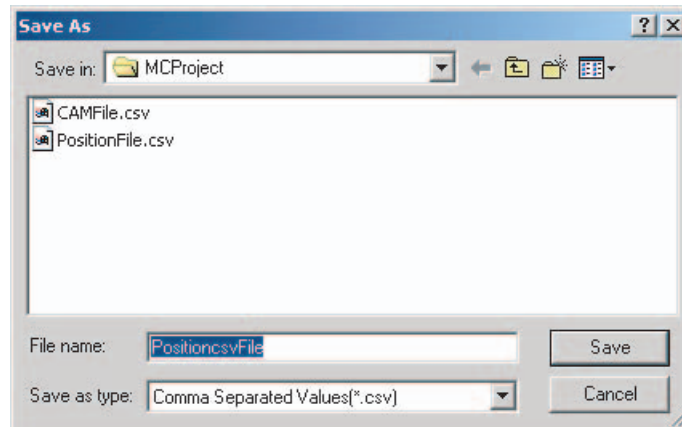 Save As
Save in: MCProject
CAMFile.csv
PositionFile.csv
File name: PositioncsvFile Save
Save as type: Comma Separated Values(*.csv) Cancel